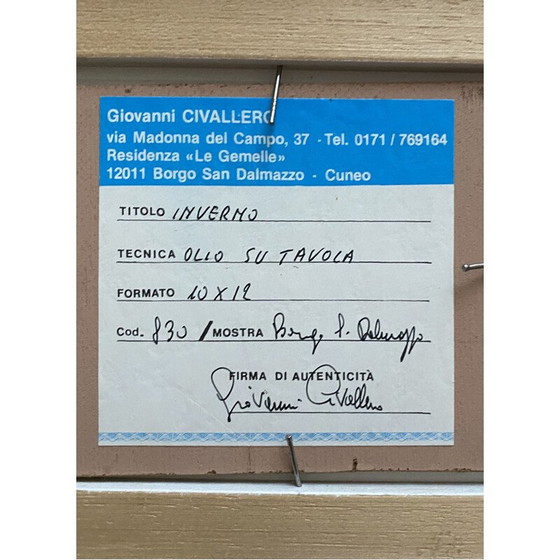 Giovanni CIVALLERO
via Madonna del Campo, 37 - Tel. 0171 / 769164
Residenza «Le Gemelle»
12011 Borgo San Dalmazzo - Cuneo
TITOLO INVERNO
TECNICA OLIO SU TAVOLA
FORMATO 10 X 12
Cod. 830 / MOSTRA Borgo S. Dalmazzo
FIRMA DI AUTENTICITÀ
Giovanni Civallero